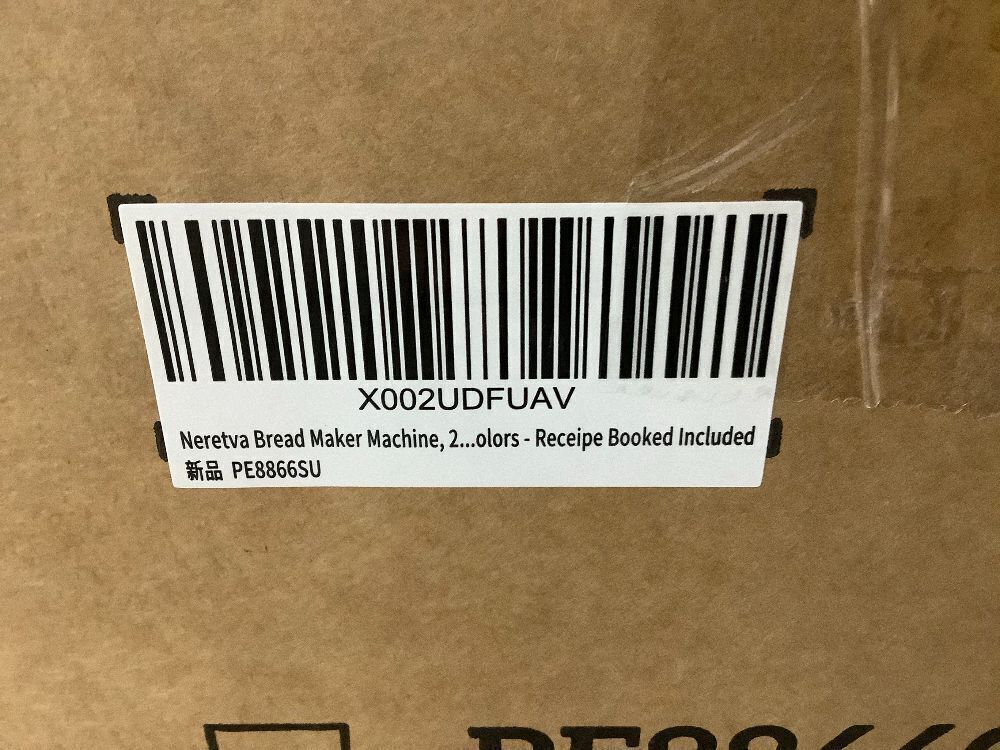 X002UDFUAV
Neretva Bread Maker Machine, 2...olors - Receipe Booked Included
新品 PE8866SU